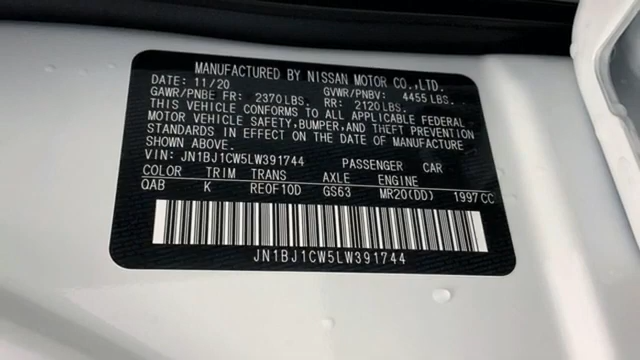 MANUFACTURED BY NISSAN MOTOR CO.,LTD.
DATE: 11/20 GVWR/PNBV: 4455 LBS.
GAWR/PNBE FR: 2370LBS. RR: 2120LBS.
THIS VEHICLE CONFORMS TO ALL APPLICABLE FEDERAL
MOTOR VEHICLE SAFETY, BUMPER, AND THEFT PREVENTION
STANDARDS IN EFFECT ON THE DATE OF MANUFACTURE
SHOWN ABOVE.
VIN: JN1BJ1CW5LW391744 PASSENGER CAR
COLOR TRIM TRANS AXLE ENGINE
QAB K RE0F10D GS63 MR20(DD) 1997CC
JN1BJ1CW5LW391744